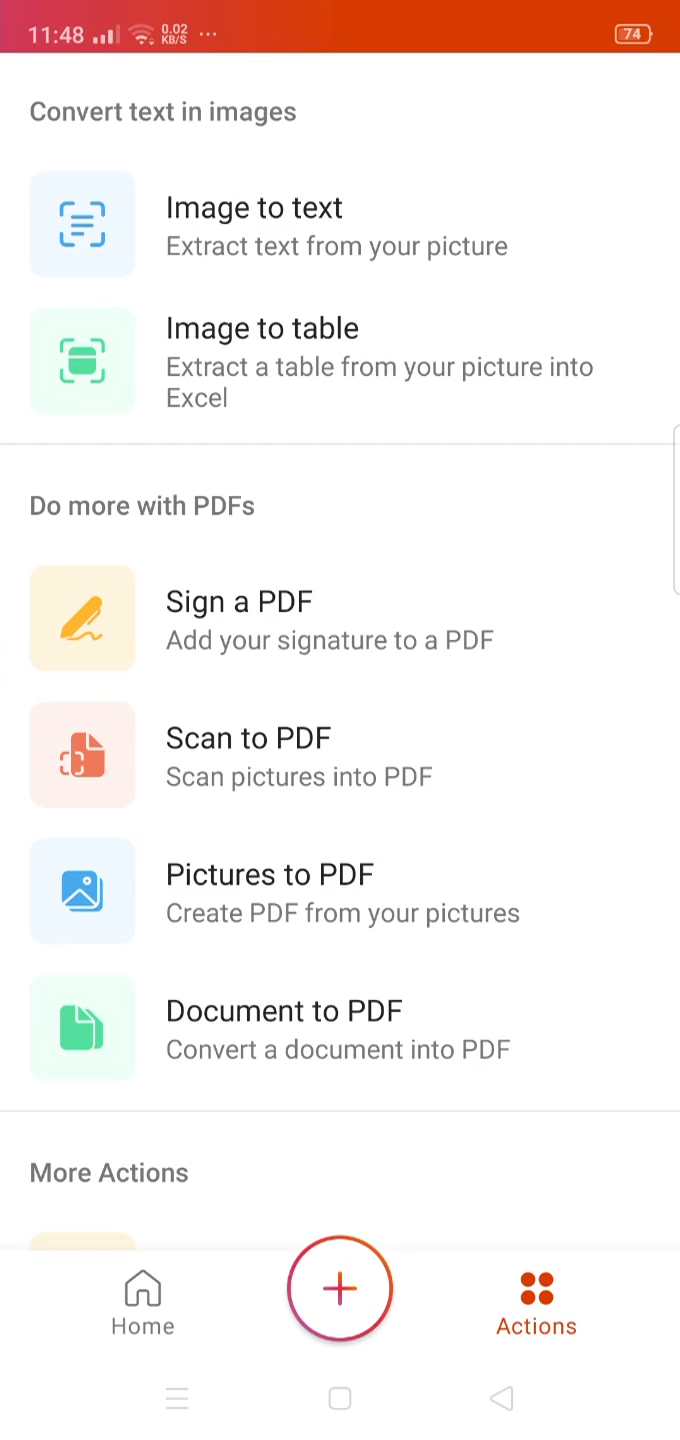 11:48 0.02 KB/S ... 74
Convert text in images
Image to text
Extract text from your picture
Image to table
Extract a table from your picture into
Excel
Do more with PDFs
Sign a PDF
Add your signature to a PDF
Scan to PDF
Scan pictures into PDF
Pictures to PDF
Create PDF from your pictures
Document to PDF
Convert a document into PDF
More Actions
Home
Actions